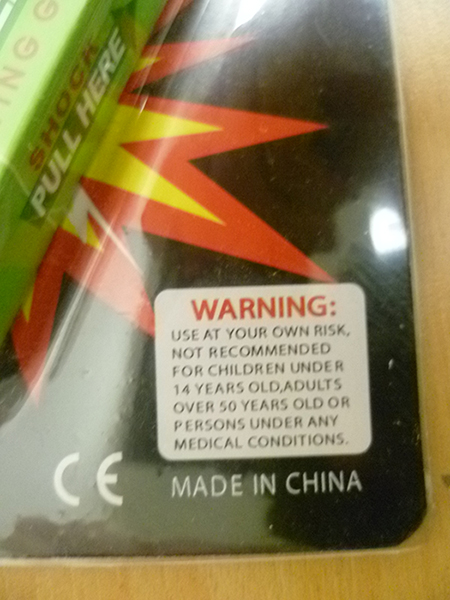 SHOCK
PULL HERE
WARNING:
USE AT YOUR OWN RISK,
NOT RECOMMENDED
FOR CHILDREN UNDER
14 YEARS OLD,ADULTS
OVER 50 YEARS OLD OR
PERSONS UNDER ANY
MEDICAL CONDITIONS.
CE
MADE IN CHINA